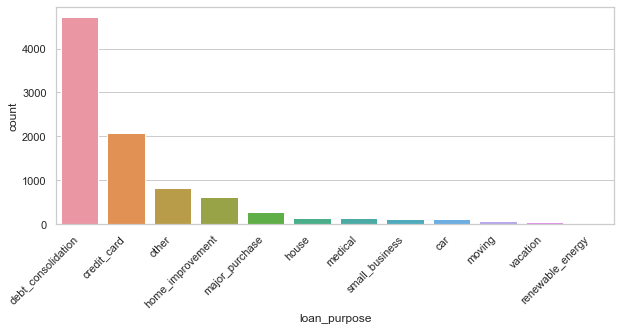 count
4000
3000
2000
1000
0
debt_consolidation
credit_card
other
home_improvement
major_purchase
house
medical
small_business
car
moving
vacation
renewable_energy
loan_purpose